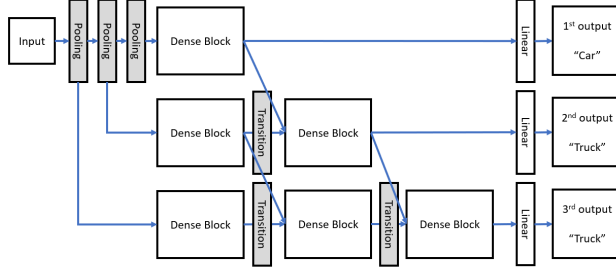 Input
Pooling
Pooling
Pooling
Dense Block
Linear
1st output
“Car”
Dense Block
Transition
Dense Block
Linear
2nd output
“Truck”
Dense Block
Transition
Dense Block
Transition
Dense Block
Linear
3rd output
“Truck”